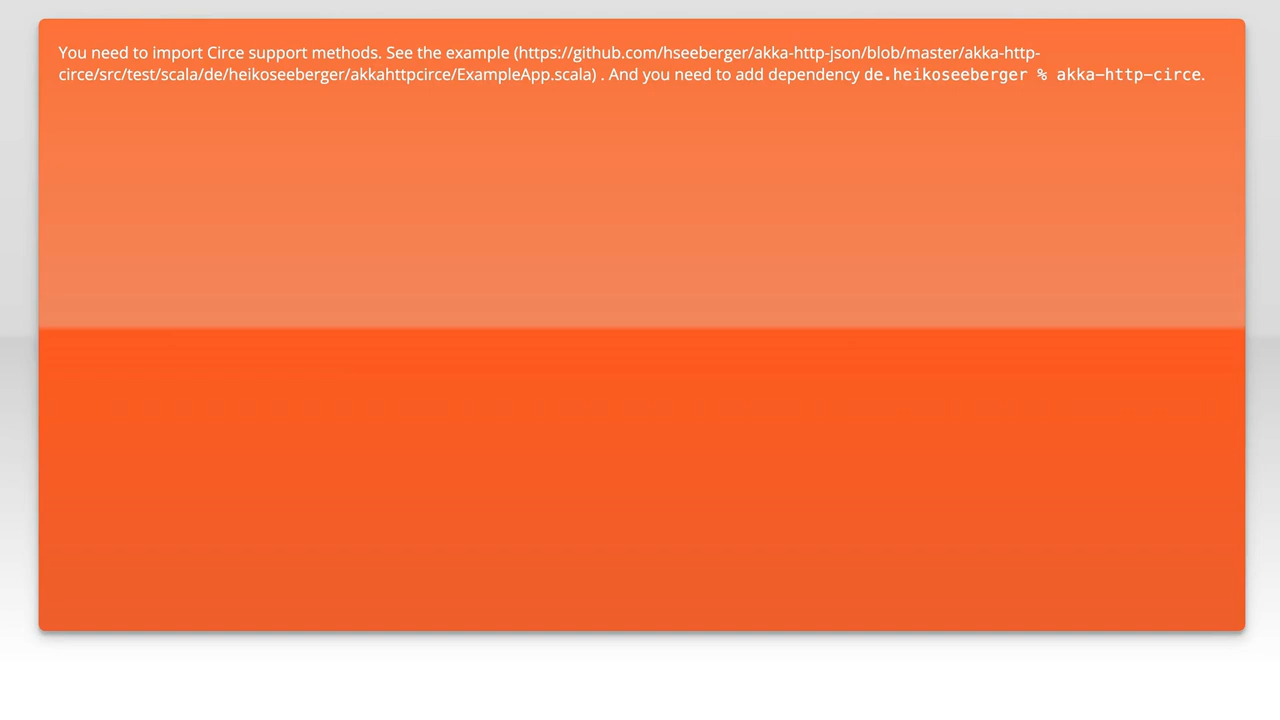 You need to import Circe support methods. See the example (https://github.com/hseeberger/akka-http-json/blob/master/akka-http-
circe/src/test/scala/de/heikoseeberger/akkahttpcirce/ExampleApp.scala) . And you need to add dependency de.heikoseeberger % akka-http-circe.